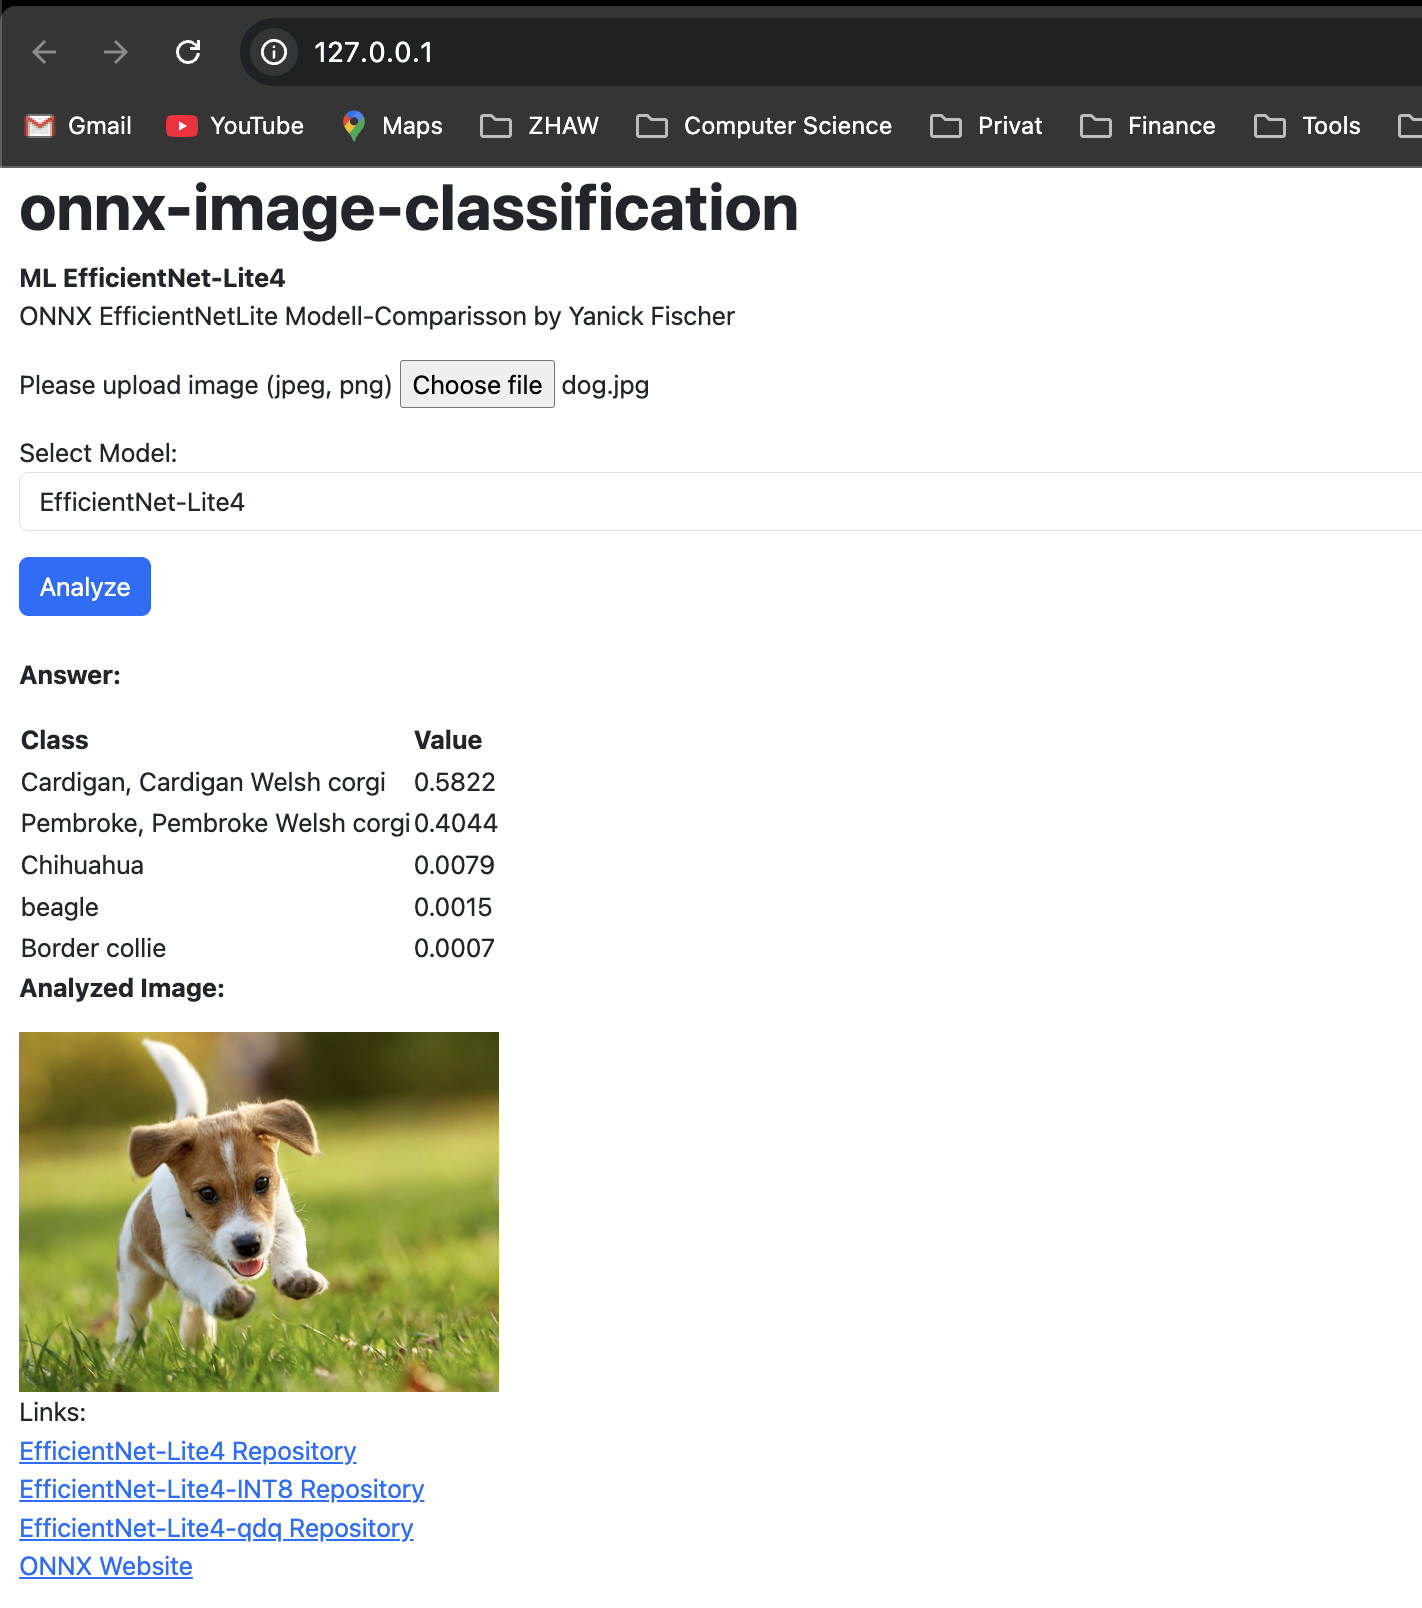 127.0.0.1
Gmail YouTube Maps ZHAW Computer Science Privat Finance Tools
onnx-image-classification
ML EfficientNet-Lite4
ONNX EfficientNetLite Modell-Comparisson by Yanick Fischer
Please upload image (jpeg, png) Choose file dog.jpg
Select Model:
EfficientNet-Lite4
Analyze
Answer:
Class Value
Cardigan, Cardigan Welsh corgi 0.5822
Pembroke, Pembroke Welsh corgi 0.4044
Chihuahua 0.0079
beagle 0.0015
Border collie 0.0007
Analyzed Image:
Links:
EfficientNet-Lite4 Repository
EfficientNet-Lite4-INT8 Repository
EfficientNet-Lite4-qdq Repository
ONNX Website